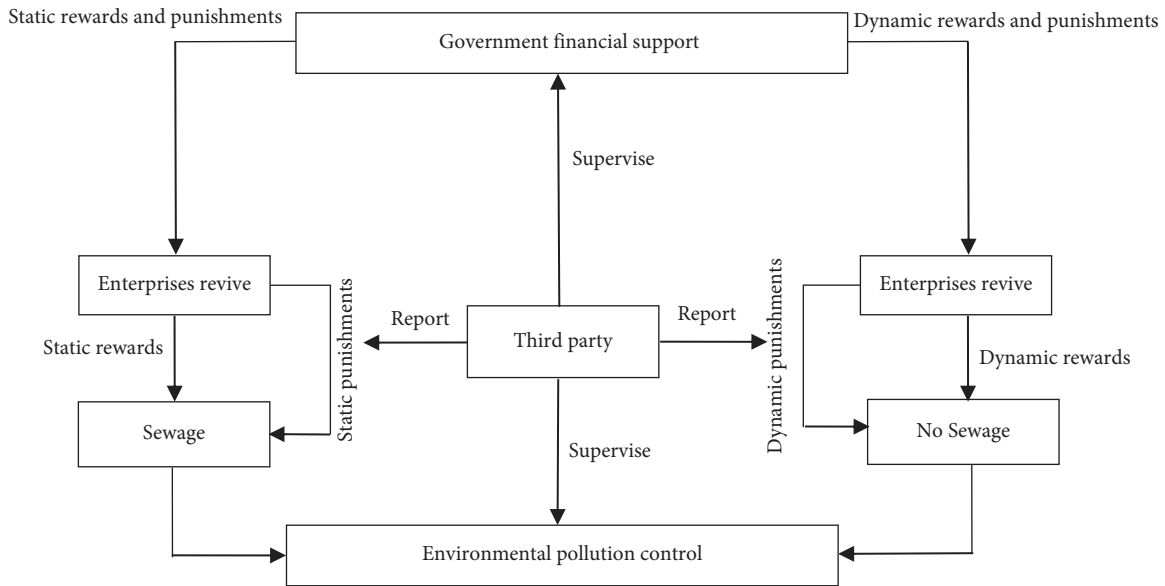 Static rewards and punishments
Government financial support
Dynamic rewards and punishments
Supervise
Enterprises revive
Enterprises revive
Static punishments
Report
Third party
Report
Dynamic punishments
Static rewards
Dynamic rewards
Sewage
No Sewage
Supervise
Environmental pollution control